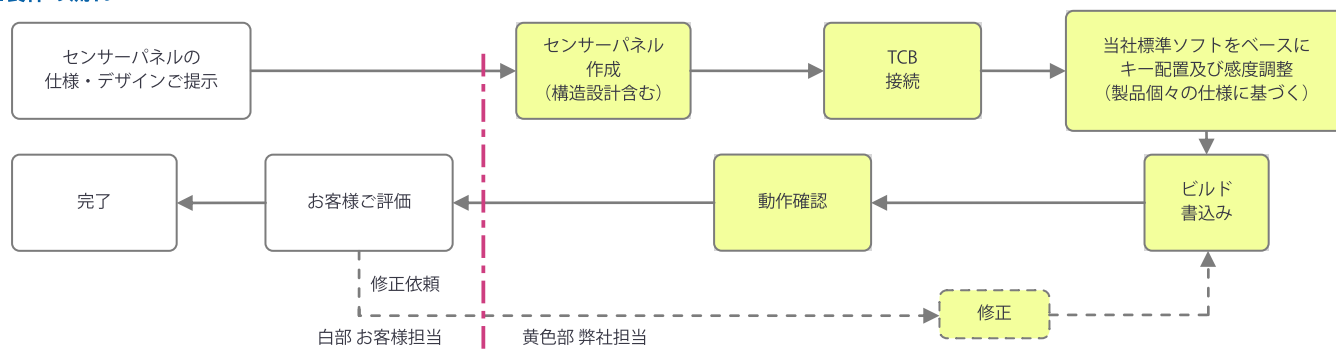 センサーパネルの
仕様・デザインご提示
センサーパネル
作成
（構造設計含む）
TCB
接続
当社標準ソフトをベースに
キー配置及び感度調整
（製品個々の仕様に基づく）
完了
お客様ご評価
動作確認
ビルド
書込み
修正依頼
修正
白部 お客様担当
黄色部 弊社担当